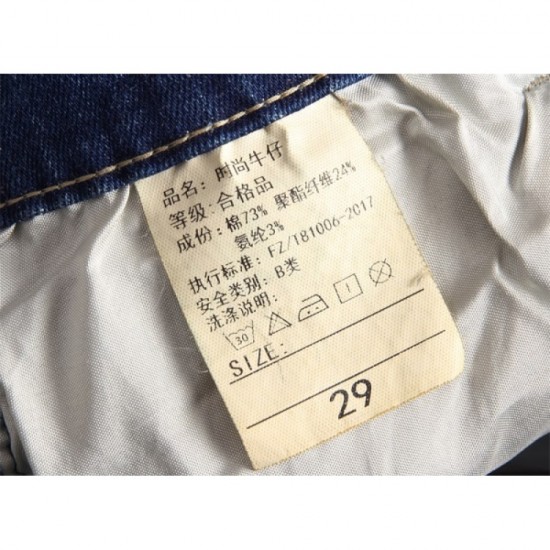 品名: 时尚牛仔
等级: 合格品
成份: 棉73% 聚酯纤维24%
氨纶3%
执行标准: FZ/T81006-2017
安全类别: B类
洗涤说明:
30
SIZE:
29